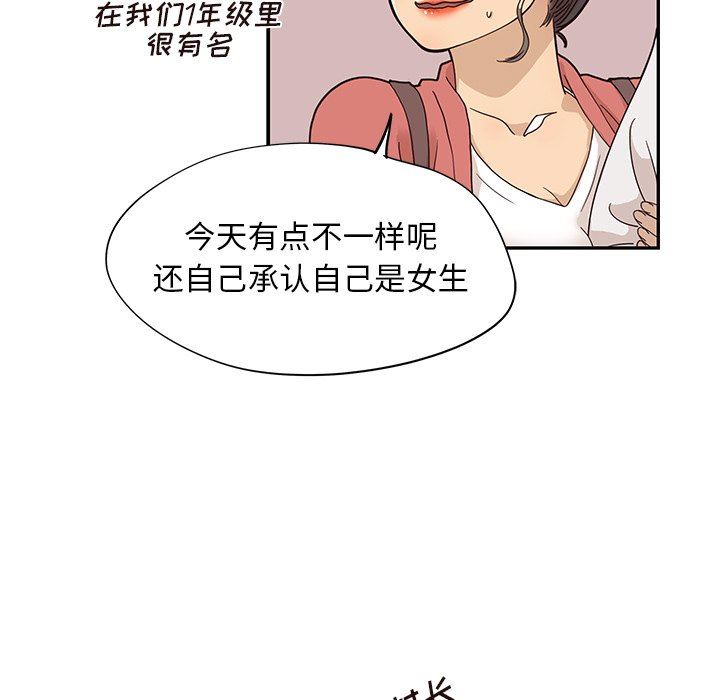 在我们1年级里
很有名
今天有点不一样呢
还自己承认自己是女生
长